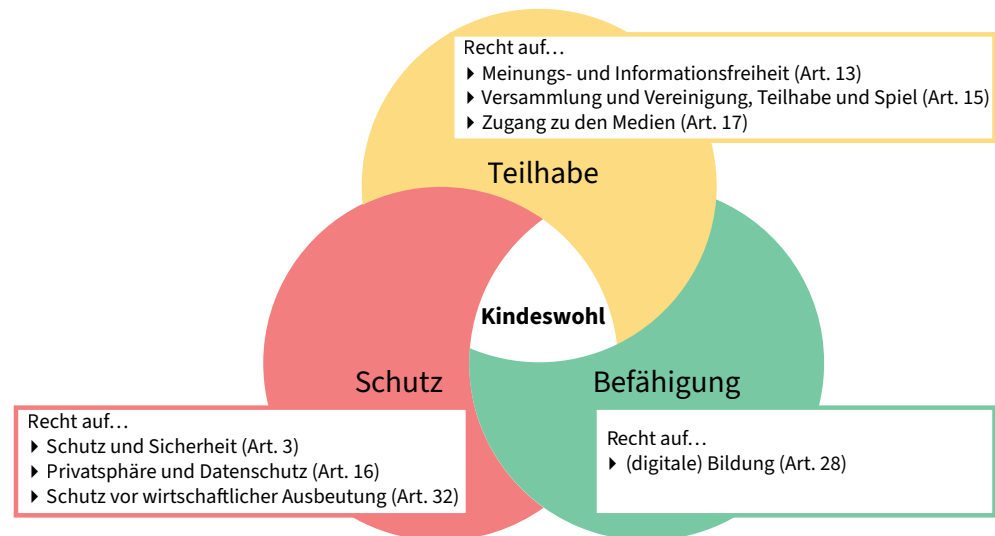 Recht auf…
▸ Meinungs- und Informationsfreiheit (Art. 13)
▸ Versammlung und Vereinigung, Teilhabe und Spiel (Art. 15)
▸ Zugang zu den Medien (Art. 17)
Teilhabe
Kindeswohl
Schutz
Befähigung
Recht auf…
▸ Schutz und Sicherheit (Art. 3)
▸ Privatsphäre und Datenschutz (Art. 16)
▸ Schutz vor wirtschaftlicher Ausbeutung (Art. 32)
Recht auf…
▸ (digitale) Bildung (Art. 28)